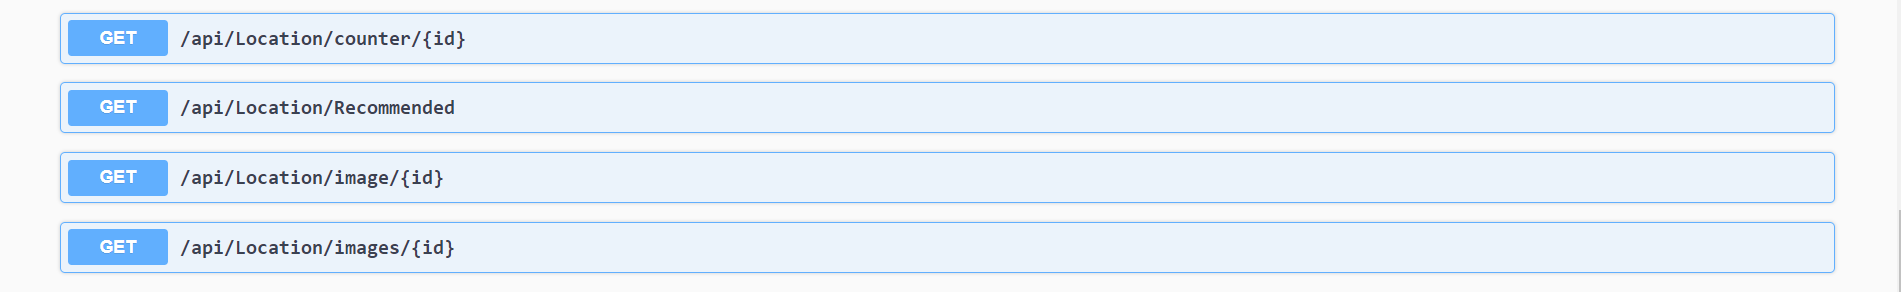 GET /api/Location/counter/{id}
GET /api/Location/Recommended
GET /api/Location/image/{id}
GET /api/Location/images/{id}